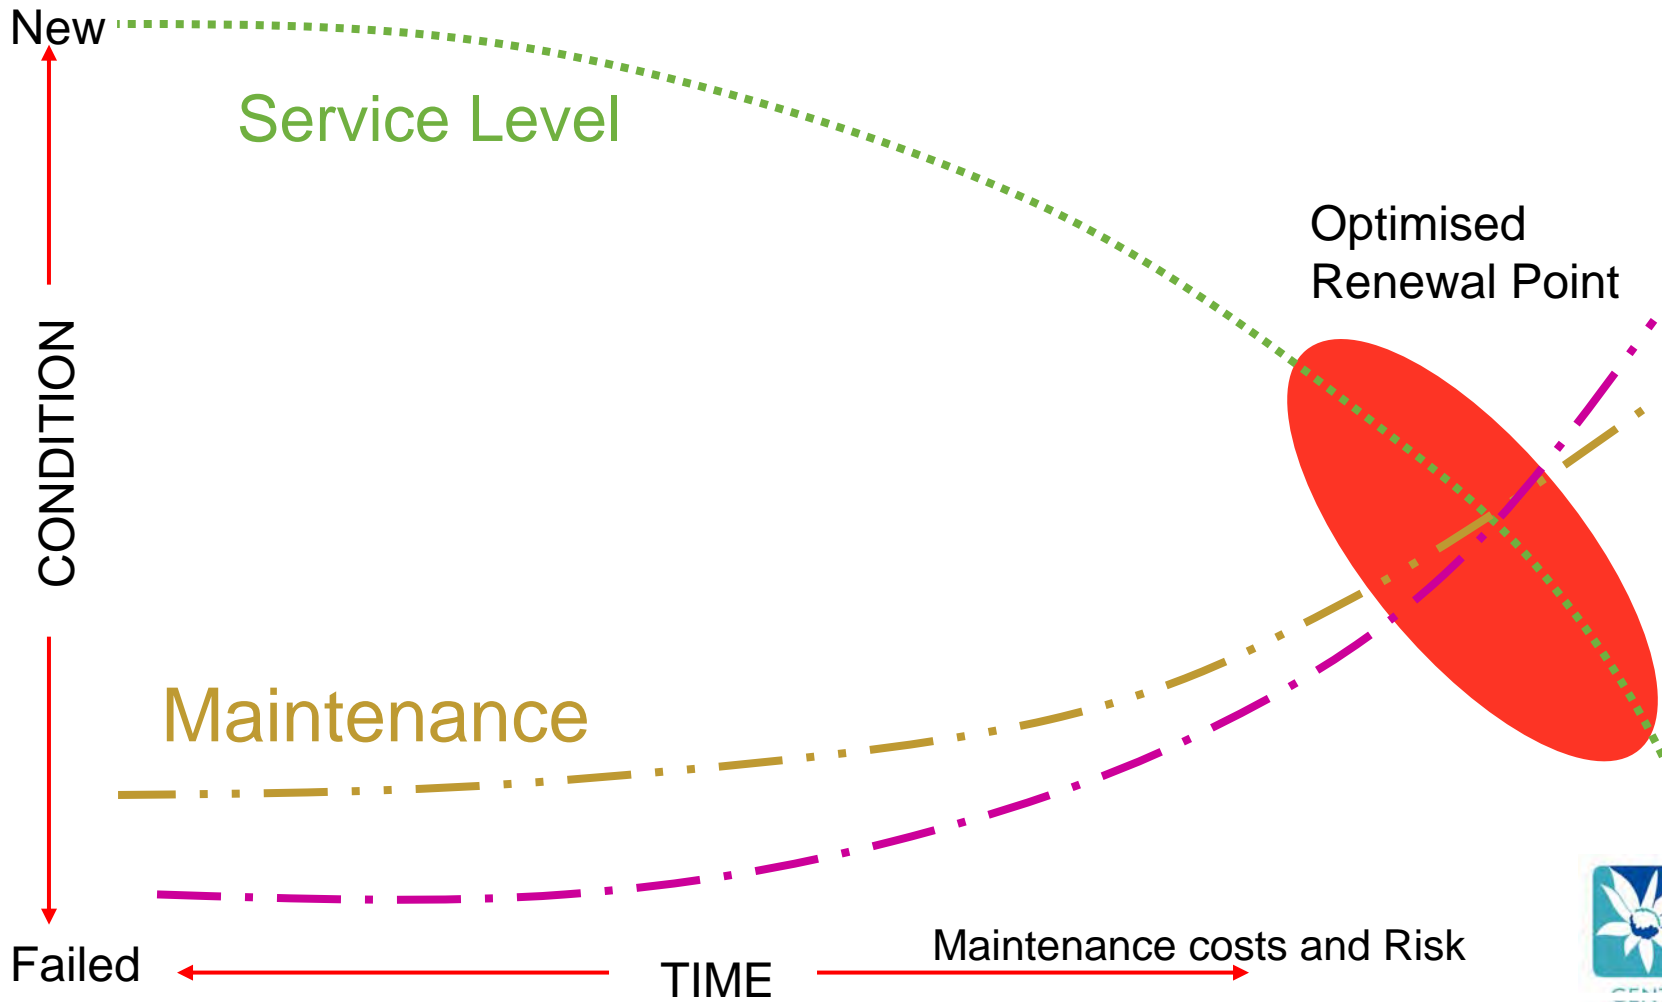 New
Service Level
Optimised
Renewal Point
CONDITION
Maintenance
Maintenance costs and Risk
Failed
TIME